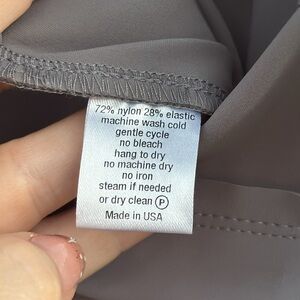 72% nylon 28% elastic
machine wash cold
gentle cycle
no bleach
hang to dry
no machine dry
no iron
steam if needed
or dry clean Ⓟ
Made in USA